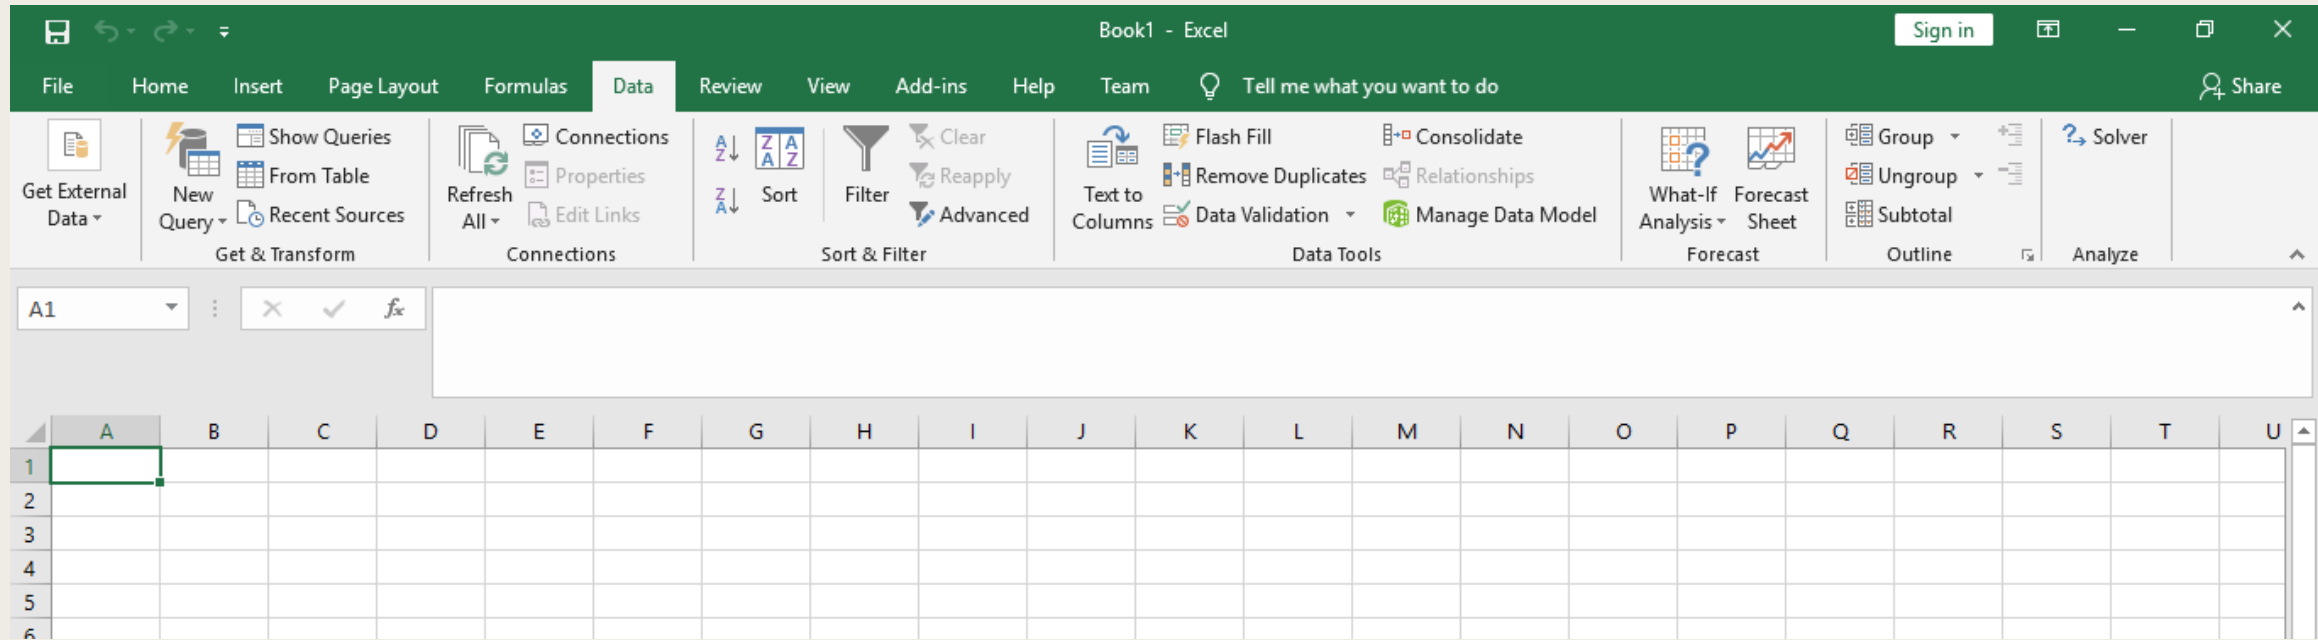 Book1 - Excel
Sign in
File Home Insert Page Layout Formulas Data Review View Add-ins Help Team Tell me what you want to do Share
Get External Data
New Query
Show Queries
From Table
Recent Sources
Get & Transform
Refresh All
Connections
Properties
Edit Links
Connections
Sort
Filter
Clear
Reapply
Advanced
Sort & Filter
Text to Columns
Flash Fill
Remove Duplicates
Data Validation
Consolidate
Relationships
Manage Data Model
Data Tools
What-If Analysis
Forecast Sheet
Forecast
Group
Ungroup
Subtotal
Outline
Solver
Analyze
A1
fx
A B C D E F G H I J K L M N O P Q R S T U
1
2
3
4
5
6